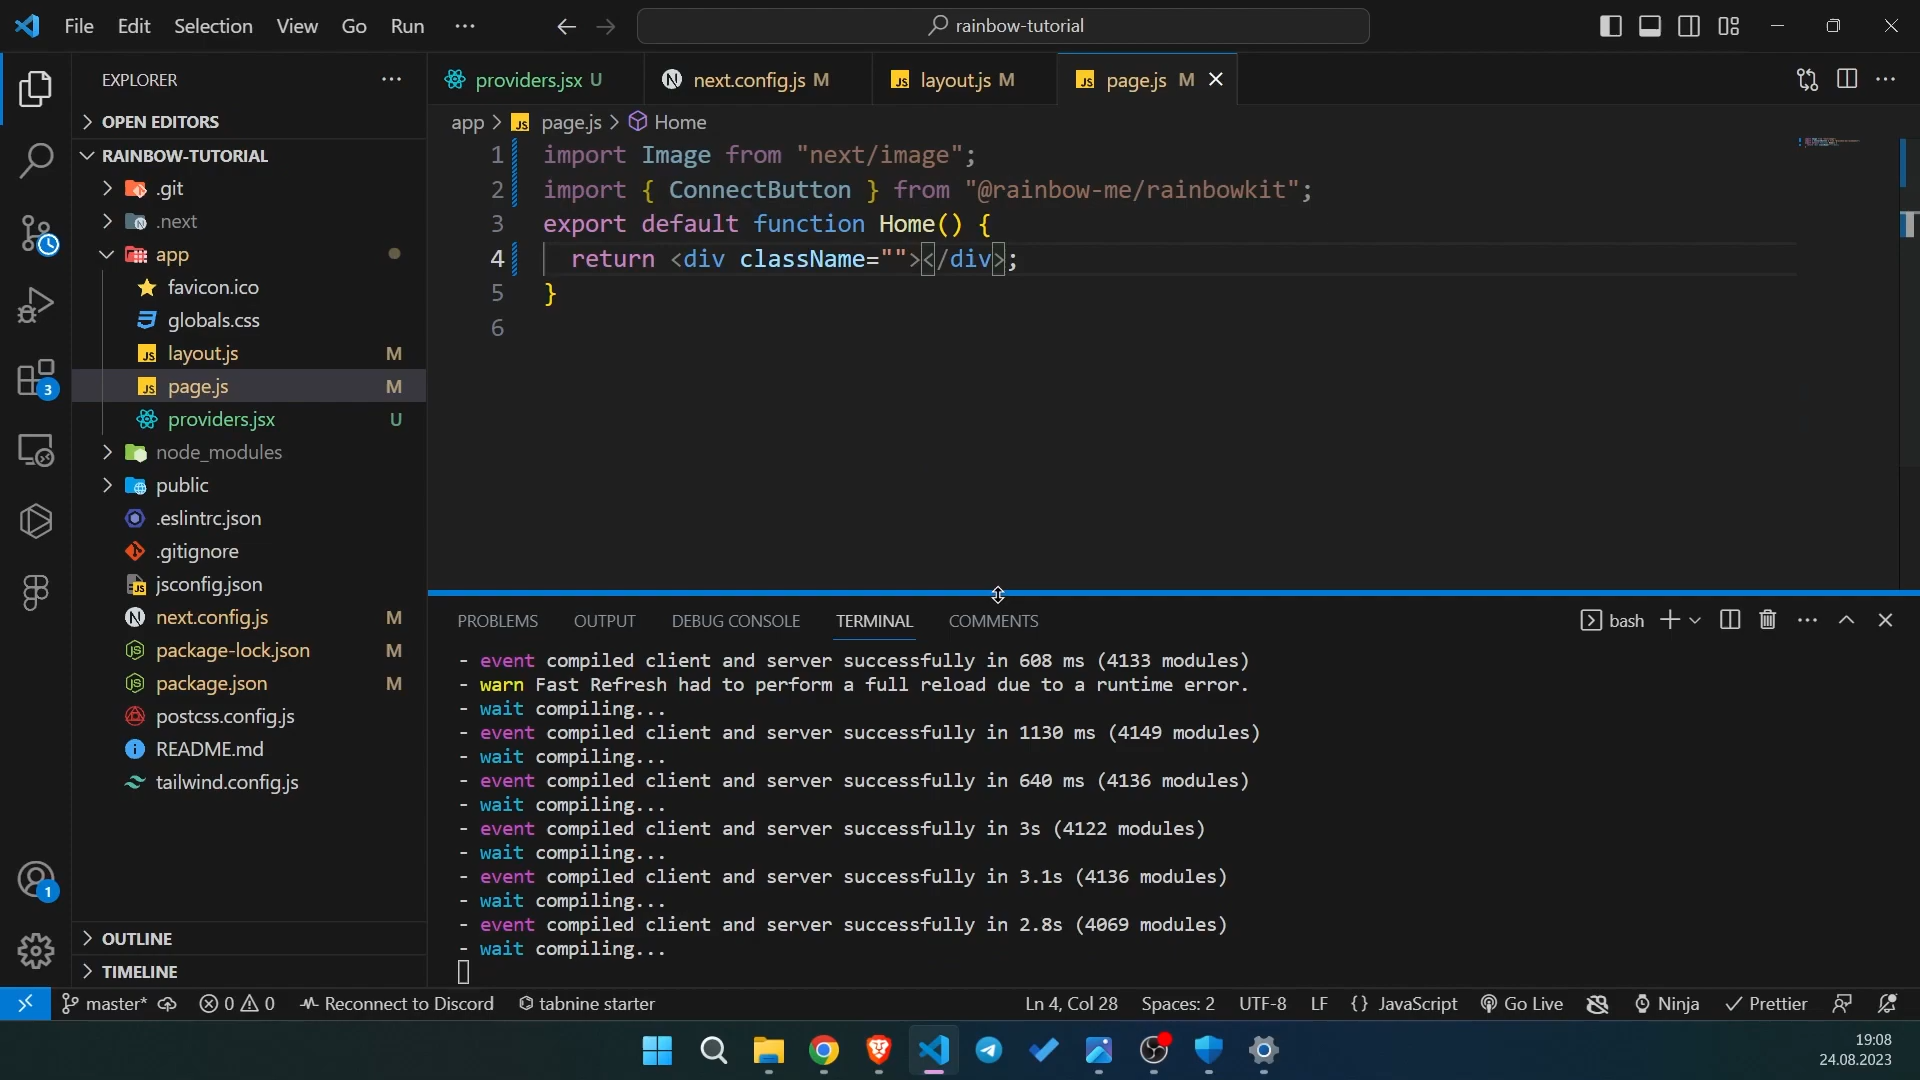 File Edit Selection View Go Run ··· rainbow-tutorial
EXPLORER
providers.jsx U next.config.js M layout.js M page.js M
OPEN EDITORS
app > page.js > Home
RAINBOW-TUTORIAL
.git
.next
app
favicon.ico
globals.css
layout.js M
page.js M
providers.jsx U
node_modules
public
.eslintrc.json
.gitignore
jsconfig.json
next.config.js M
package-lock.json M
package.json M
postcss.config.js
README.md
tailwind.config.js
OUTLINE
TIMELINE
3
1
1 import Image from "next/image";
2 import { ConnectButton } from "@rainbow-me/rainbowkit";
3 export default function Home() {
4 return <div className=""></div>;
5 }
6
PROBLEMS OUTPUT DEBUG CONSOLE TERMINAL COMMENTS bash
- event compiled client and server successfully in 608 ms (4133 modules)
- warn Fast Refresh had to perform a full reload due to a runtime error.
- wait compiling...
- event compiled client and server successfully in 1130 ms (4149 modules)
- wait compiling...
- event compiled client and server successfully in 640 ms (4136 modules)
- wait compiling...
- event compiled client and server successfully in 3s (4122 modules)
- wait compiling...
- event compiled client and server successfully in 3.1s (4136 modules)
- wait compiling...
- event compiled client and server successfully in 2.8s (4069 modules)
- wait compiling...
master* 0 0 Reconnect to Discord tabnine starter Ln 4, Col 28 Spaces: 2 UTF-8 LF {} JavaScript Go Live Ninja Prettier
19:08
24.08.2023